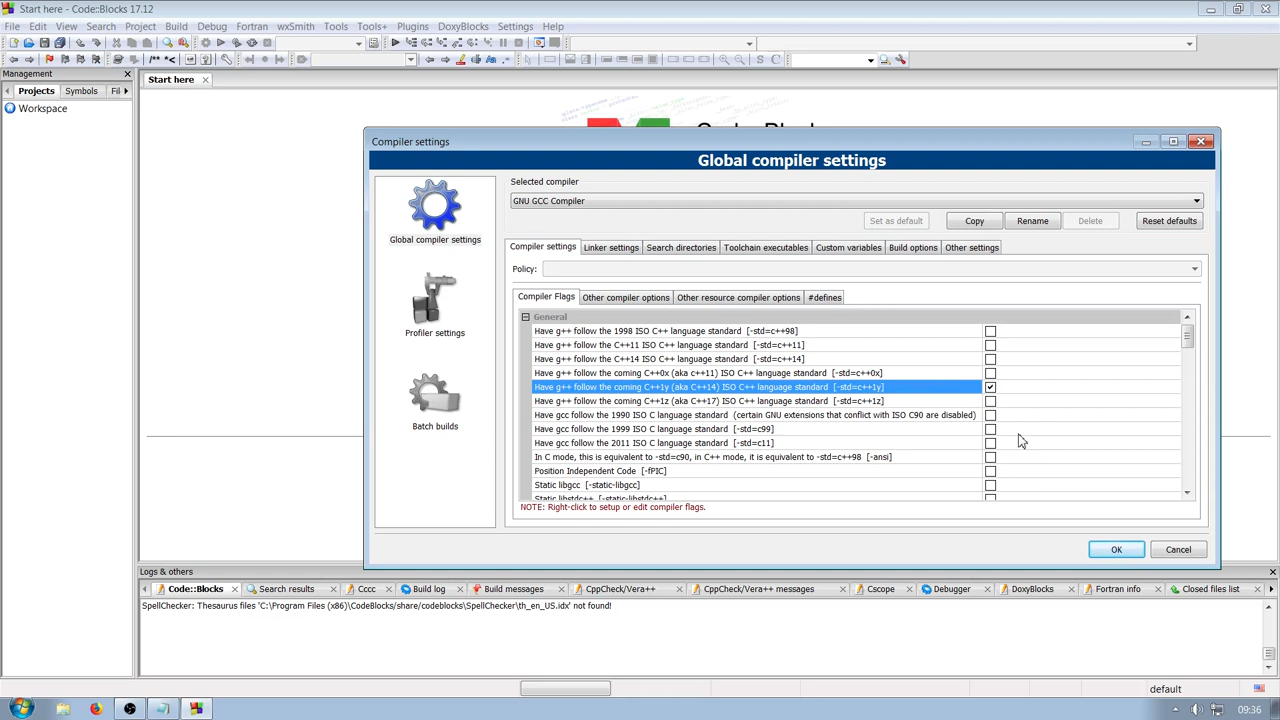 Start here - Code::Blocks 17.12
File Edit View Search Project Build Debug Fortran wxSmith Tools Tools+ Plugins DoxyBlocks Settings Help
Management
Start here
Projects Symbols Fil
Workspace
Compiler settings
Global compiler settings
Selected compiler
GNU GCC Compiler
Set as default Copy Rename Delete Reset defaults
Global compiler settings
Compiler settings Linker settings Search directories Toolchain executables Custom variables Build options Other settings
Policy:
Compiler Flags Other compiler options Other resource compiler options #defines
General
Have g++ follow the 1998 ISO C++ language standard [-std=c++98]
Have g++ follow the C++11 ISO C++ language standard [-std=c++11]
Have g++ follow the C++14 ISO C++ language standard [-std=c++14]
Have g++ follow the coming C++0x (aka c++11) ISO C++ language standard [-std=c++0x]
Have g++ follow the coming C++1y (aka C++14) ISO C++ language standard [-std=c++1y]
Have g++ follow the coming C++1z (aka C++17) ISO C++ language standard [-std=c++1z]
Have gcc follow the 1990 ISO C language standard (certain GNU extensions that conflict with ISO C90 are disabled)
Have gcc follow the 1999 ISO C language standard [-std=c99]
Have gcc follow the 2011 ISO C language standard [-std=c11]
In C mode, this is equivalent to -std=c90, in C++ mode, it is equivalent to -std=c++98 [-ansi]
Position Independent Code [-fPIC]
Static libgcc [-static-libgcc]
Static libstdc++ [-static-libstdc++]
NOTE: Right-click to setup or edit compiler flags.
Profiler settings
Batch builds
OK Cancel
Logs & others
Code::Blocks Search results Cccc Build log Build messages CppCheck/Vera++ CppCheck/Vera++ messages Cscope Debugger DoxyBlocks Fortran info Closed files list
SpellChecker: Thesaurus files 'C:\Program Files (x86)\CodeBlocks/share/codeblocks\SpellChecker\th_en_US.idx' not found!
default
09:36